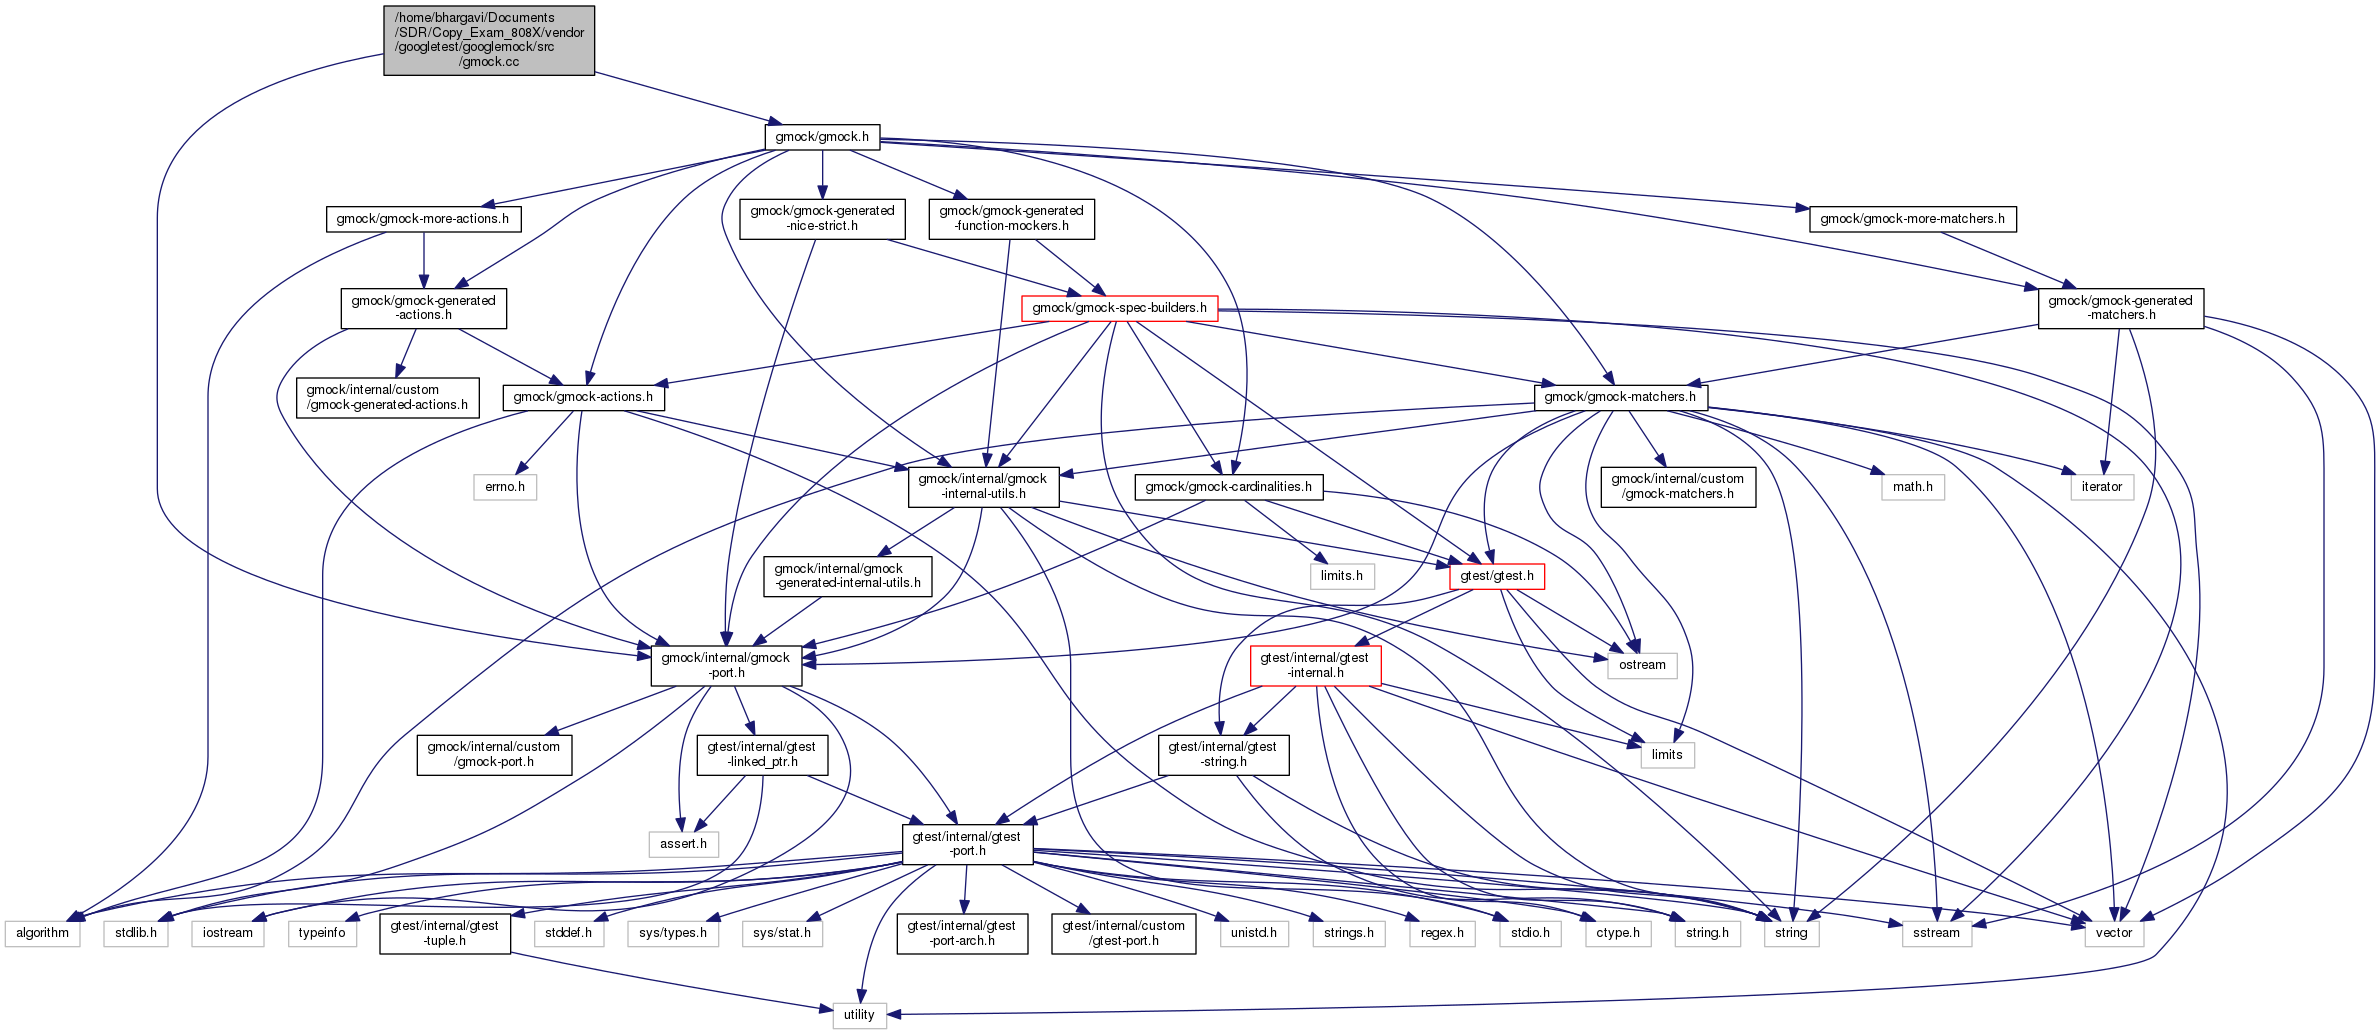 /home/bhargavi/Documents
/SDR/Copy_Exam_808X/vendor
/googletest/googlemock/src
/gmock.cc
gmock/gmock.h
gmock/gmock-more-actions.h
gmock/gmock-generated
-nice-strict.h
gmock/gmock-generated
-function-mockers.h
gmock/gmock-more-matchers.h
gmock/gmock-generated
-actions.h
gmock/gmock-spec-builders.h
gmock/gmock-generated
-matchers.h
gmock/internal/custom
/gmock-generated-actions.h
gmock/gmock-actions.h
gmock/gmock-matchers.h
errno.h
gmock/internal/gmock
-internal-utils.h
gmock/gmock-cardinalities.h
gmock/internal/custom
/gmock-matchers.h
math.h
iterator
gmock/internal/gmock
-generated-internal-utils.h
limits.h
gtest/gtest.h
gmock/internal/gmock
-port.h
gtest/internal/gtest
-internal.h
ostream
gmock/internal/custom
/gmock-port.h
gtest/internal/gtest
-linked_ptr.h
gtest/internal/gtest
-string.h
limits
assert.h
gtest/internal/gtest
-port.h
algorithm
stdlib.h
iostream
typeinfo
gtest/internal/gtest
-tuple.h
stddef.h
sys/types.h
sys/stat.h
gtest/internal/gtest
-port-arch.h
gtest/internal/custom
/gtest-port.h
unistd.h
strings.h
regex.h
stdio.h
ctype.h
string.h
string
sstream
vector
utility